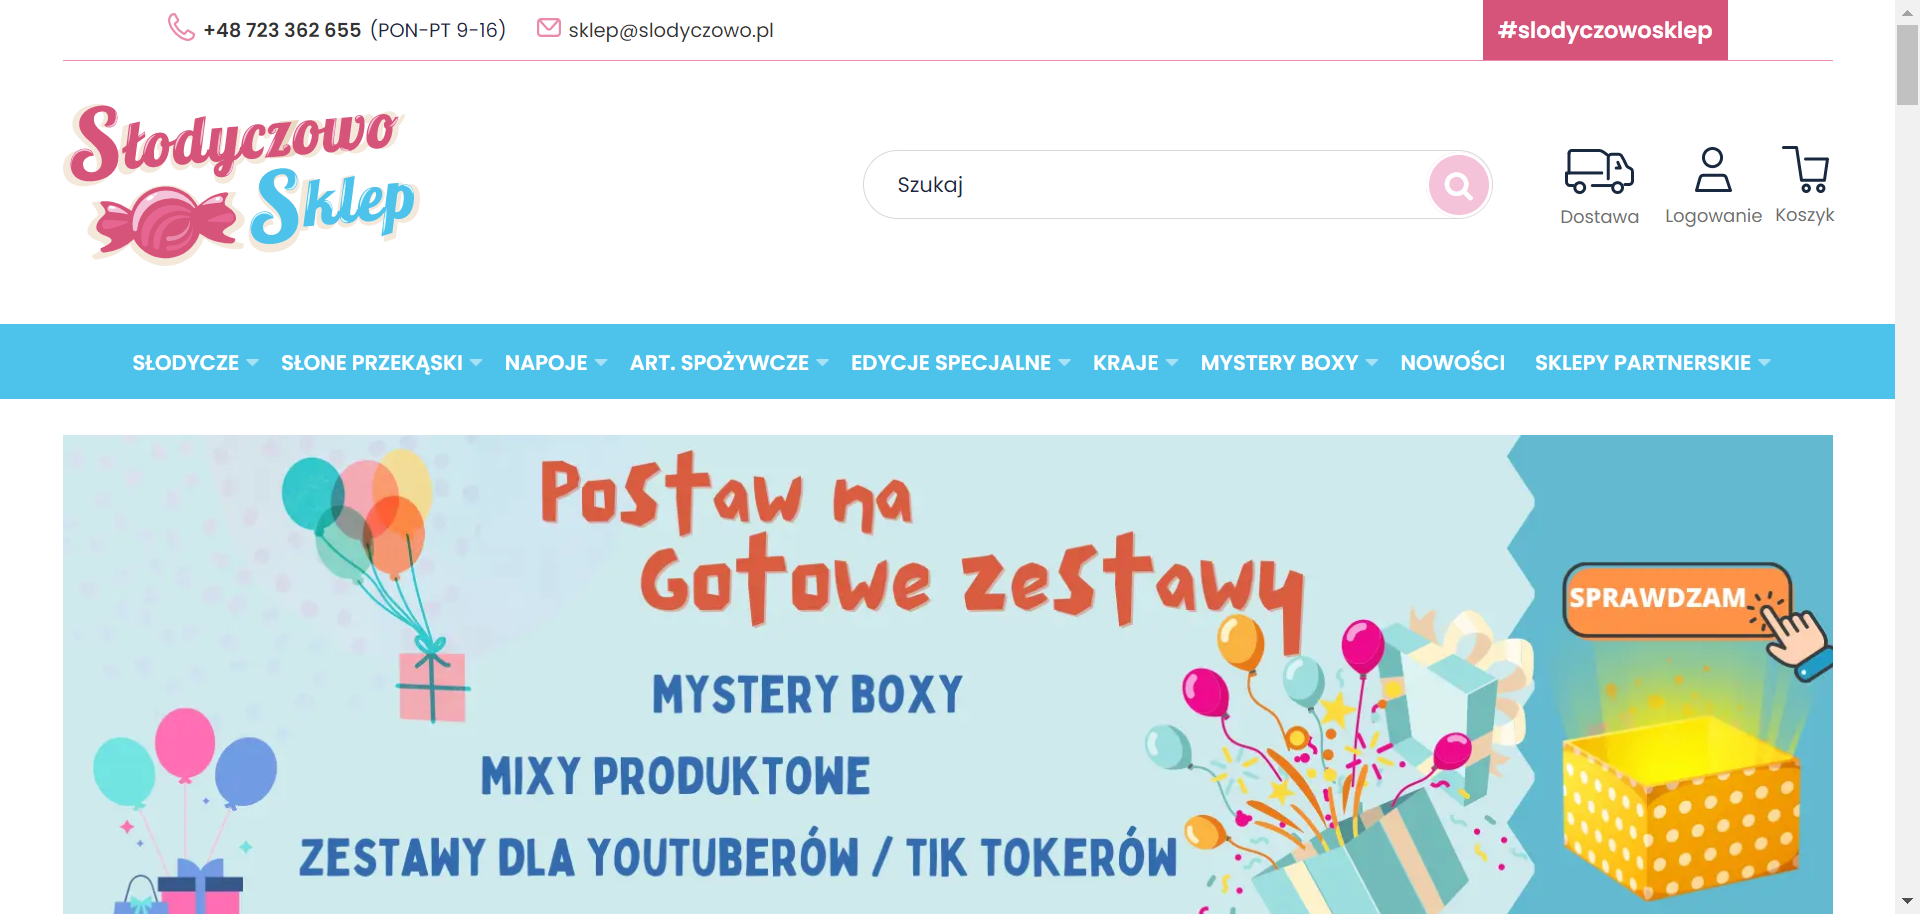 +48 723 362 655 (PON-PT 9-16) sklep@slodyczowo.pl #slodyczowosklep
Słodyczowo
Sklep
Szukaj
Dostawa Logowanie Koszyk
SŁODYCZE SŁONE PRZEKĄSKI NAPOJE ART. SPOŻYWCZE EDYCJE SPECJALNE KRAJE MYSTERY BOXY NOWOŚCI SKLEPY PARTNERSKIE
Postaw na
Gotowe zestawy
SPRAWDZAM
MYSTERY BOXY
MIXY PRODUKTOWE
ZESTAWY DLA YOUTUBERÓW / TIK TOKERÓW